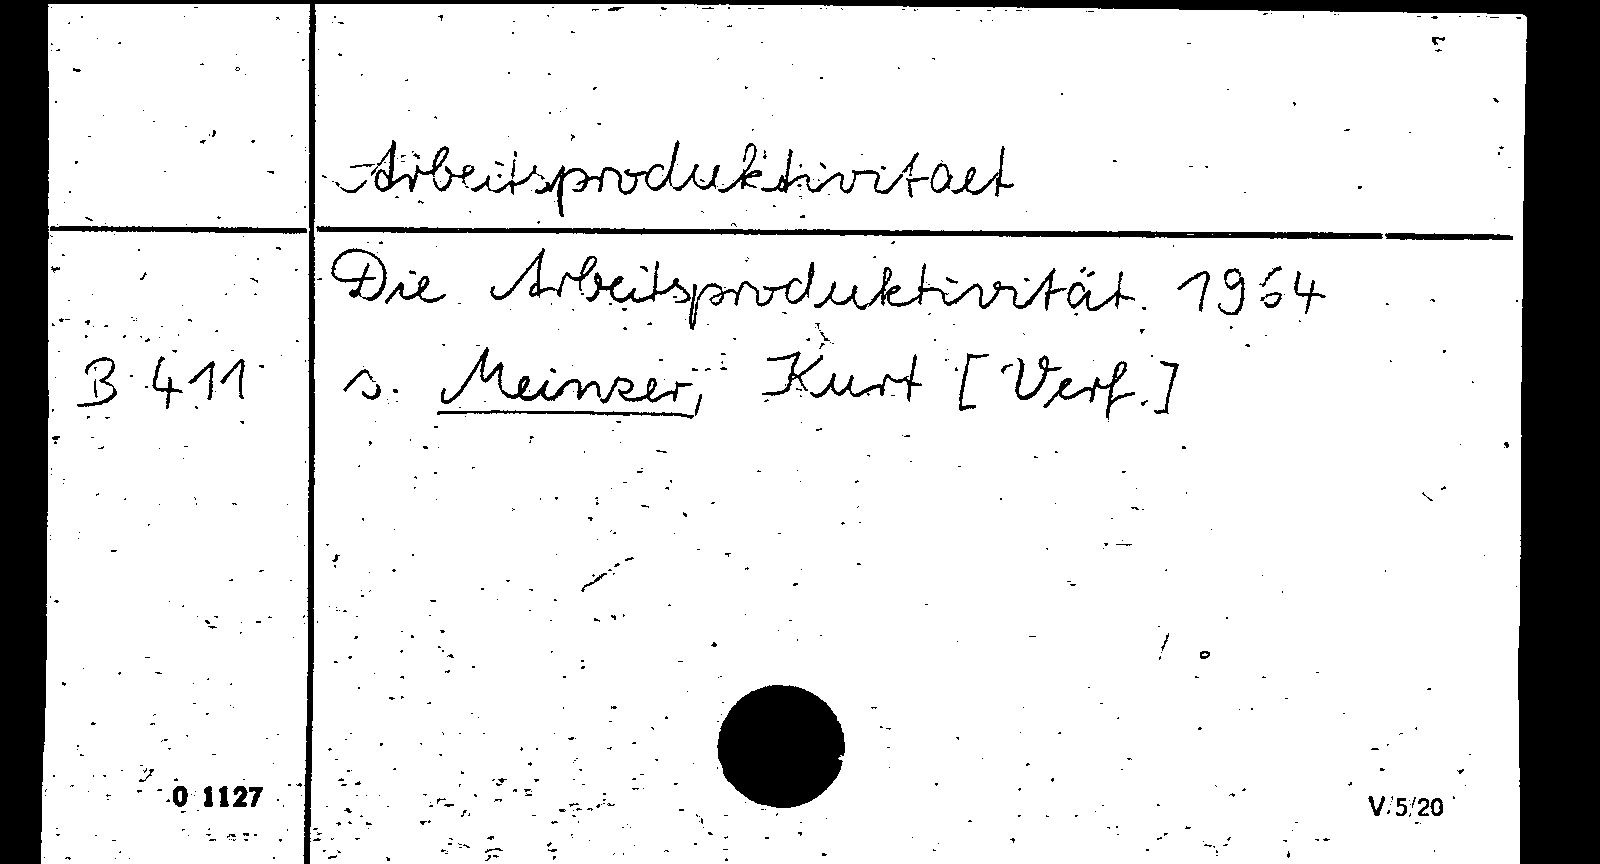 Arbeitsproduktivitaet
Die Arbeitsproduktivität. 1954
B 411 s. Meinzer, Kurt [Verf.]
0 1127
V/5/20